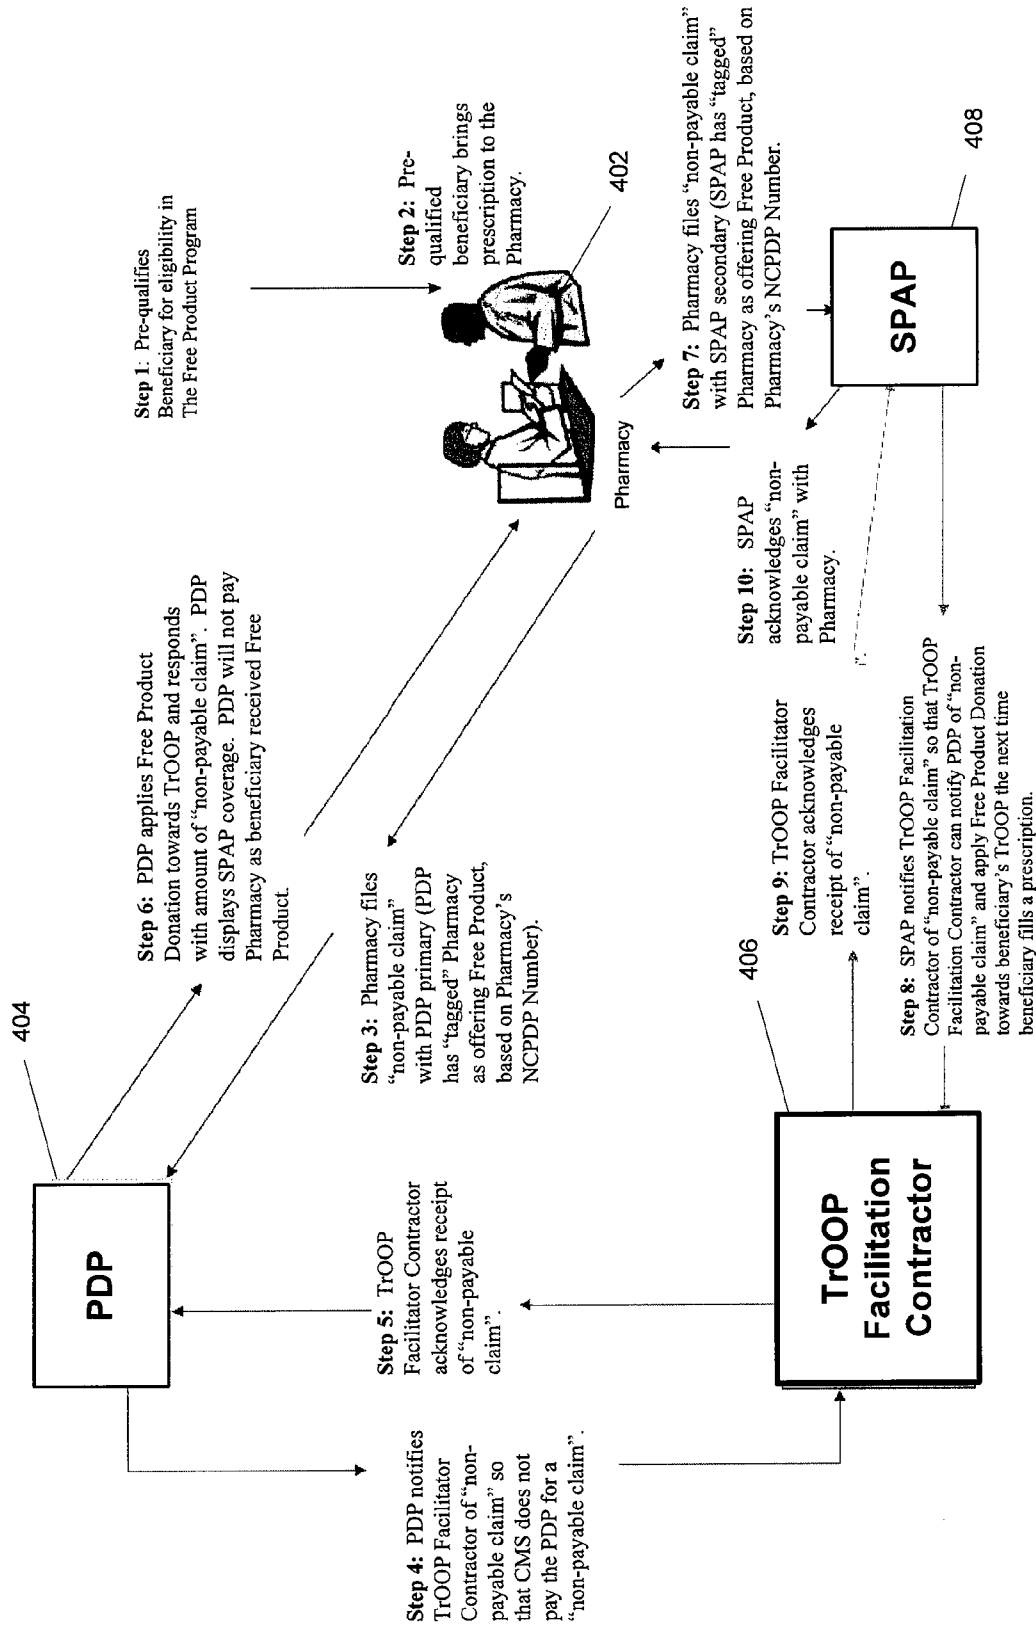 404
PDP
Step 6: PDP applies Free Product
Donation towards TrOOP and responds
with amount of “non-payable claim”. PDP
displays SPAP coverage. PDP will not pay
Pharmacy as beneficiary received Free
Product.
Step 1: Pre-qualifies
Beneficiary for eligibility in
The Free Product Program
Step 2: Pre-
qualified
beneficiary brings
prescription to the
Pharmacy.
402
Pharmacy
Step 3: Pharmacy files
“non-payable claim”
with PDP primary (PDP
has “tagged” Pharmacy
as offering Free Product,
based on Pharmacy’s
NCPDP Number).
Step 4: PDP notifies
TrOOP Facilitator
Contractor of “non-
payable claim” so
that CMS does not
pay the PDP for a
“non-payable claim”.
Step 5: TrOOP
Facilitator Contractor
acknowledges receipt
of “non-payable
claim”.
Step 7: Pharmacy files “non-payable claim”
with SPAP secondary (SPAP has “tagged”
Pharmacy as offering Free Product, based on
Pharmacy’s NCPDP Number.
Step 10: SPAP
acknowledges “non-
payable claim” with
Pharmacy.
406
TrOOP
Facilitation
Contractor
Step 9: TrOOP Facilitator
Contractor acknowledges
receipt of “non-payable
claim”.
”.
408
SPAP
Step 8: SPAP notifies TrOOP Facilitation
Contractor of “non-payable claim” so that TrOOP
Facilitation Contractor can notify PDP of “non-
payable claim” and apply Free Product Donation
towards beneficiary’s TrOOP the next time
beneficiary fills a prescription.